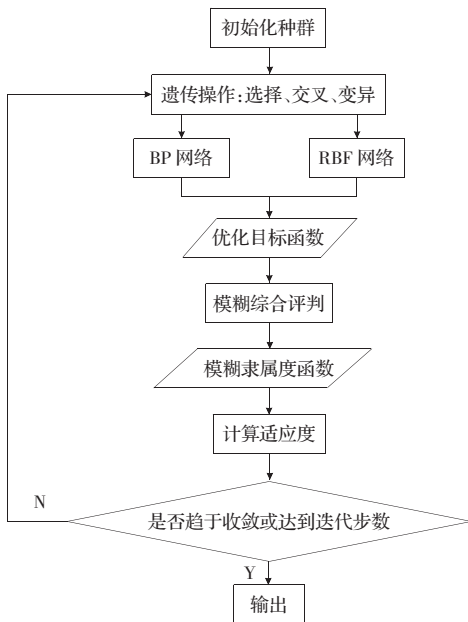 初始化种群
遗传操作:选择、交叉、变异
BP 网络
RBF 网络
优化目标函数
模糊综合评判
模糊隶属度函数
计算适应度
N
是否趋于收敛或达到迭代步数
Y
输出